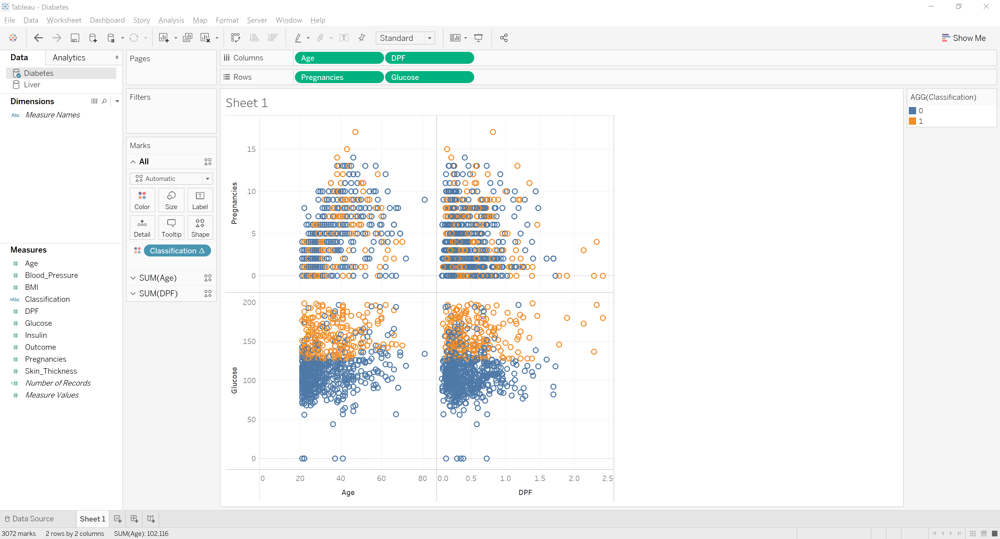 Tableau - Diabetes
File Data Worksheet Dashboard Story Analysis Map Format Server Window Help
Standard
Show Me
Data
Analytics
Diabetes
Liver
Dimensions
Abc Measure Names
Measures
# Age
# Blood_Pressure
# BMI
=Abc Classification
# DPF
# Glucose
# Insulin
# Outcome
# Pregnancies
# Skin_Thickness
=# Number of Records
# Measure Values
Pages
Filters
Marks
All
Automatic
Color Size Label
Detail Tooltip Shape
Classification Δ
SUM(Age)
SUM(DPF)
Columns Age DPF
Rows Pregnancies Glucose
Sheet 1
Pregnancies
15
10
5
0
Glucose
200
150
100
50
0
0 20 40 60 80 0.0 0.5 1.0 1.5 2.0 2.5
Age DPF
AGG(Classification)
0
1
Data Source Sheet 1
3072 marks 2 rows by 2 columns SUM(Age): 102,116